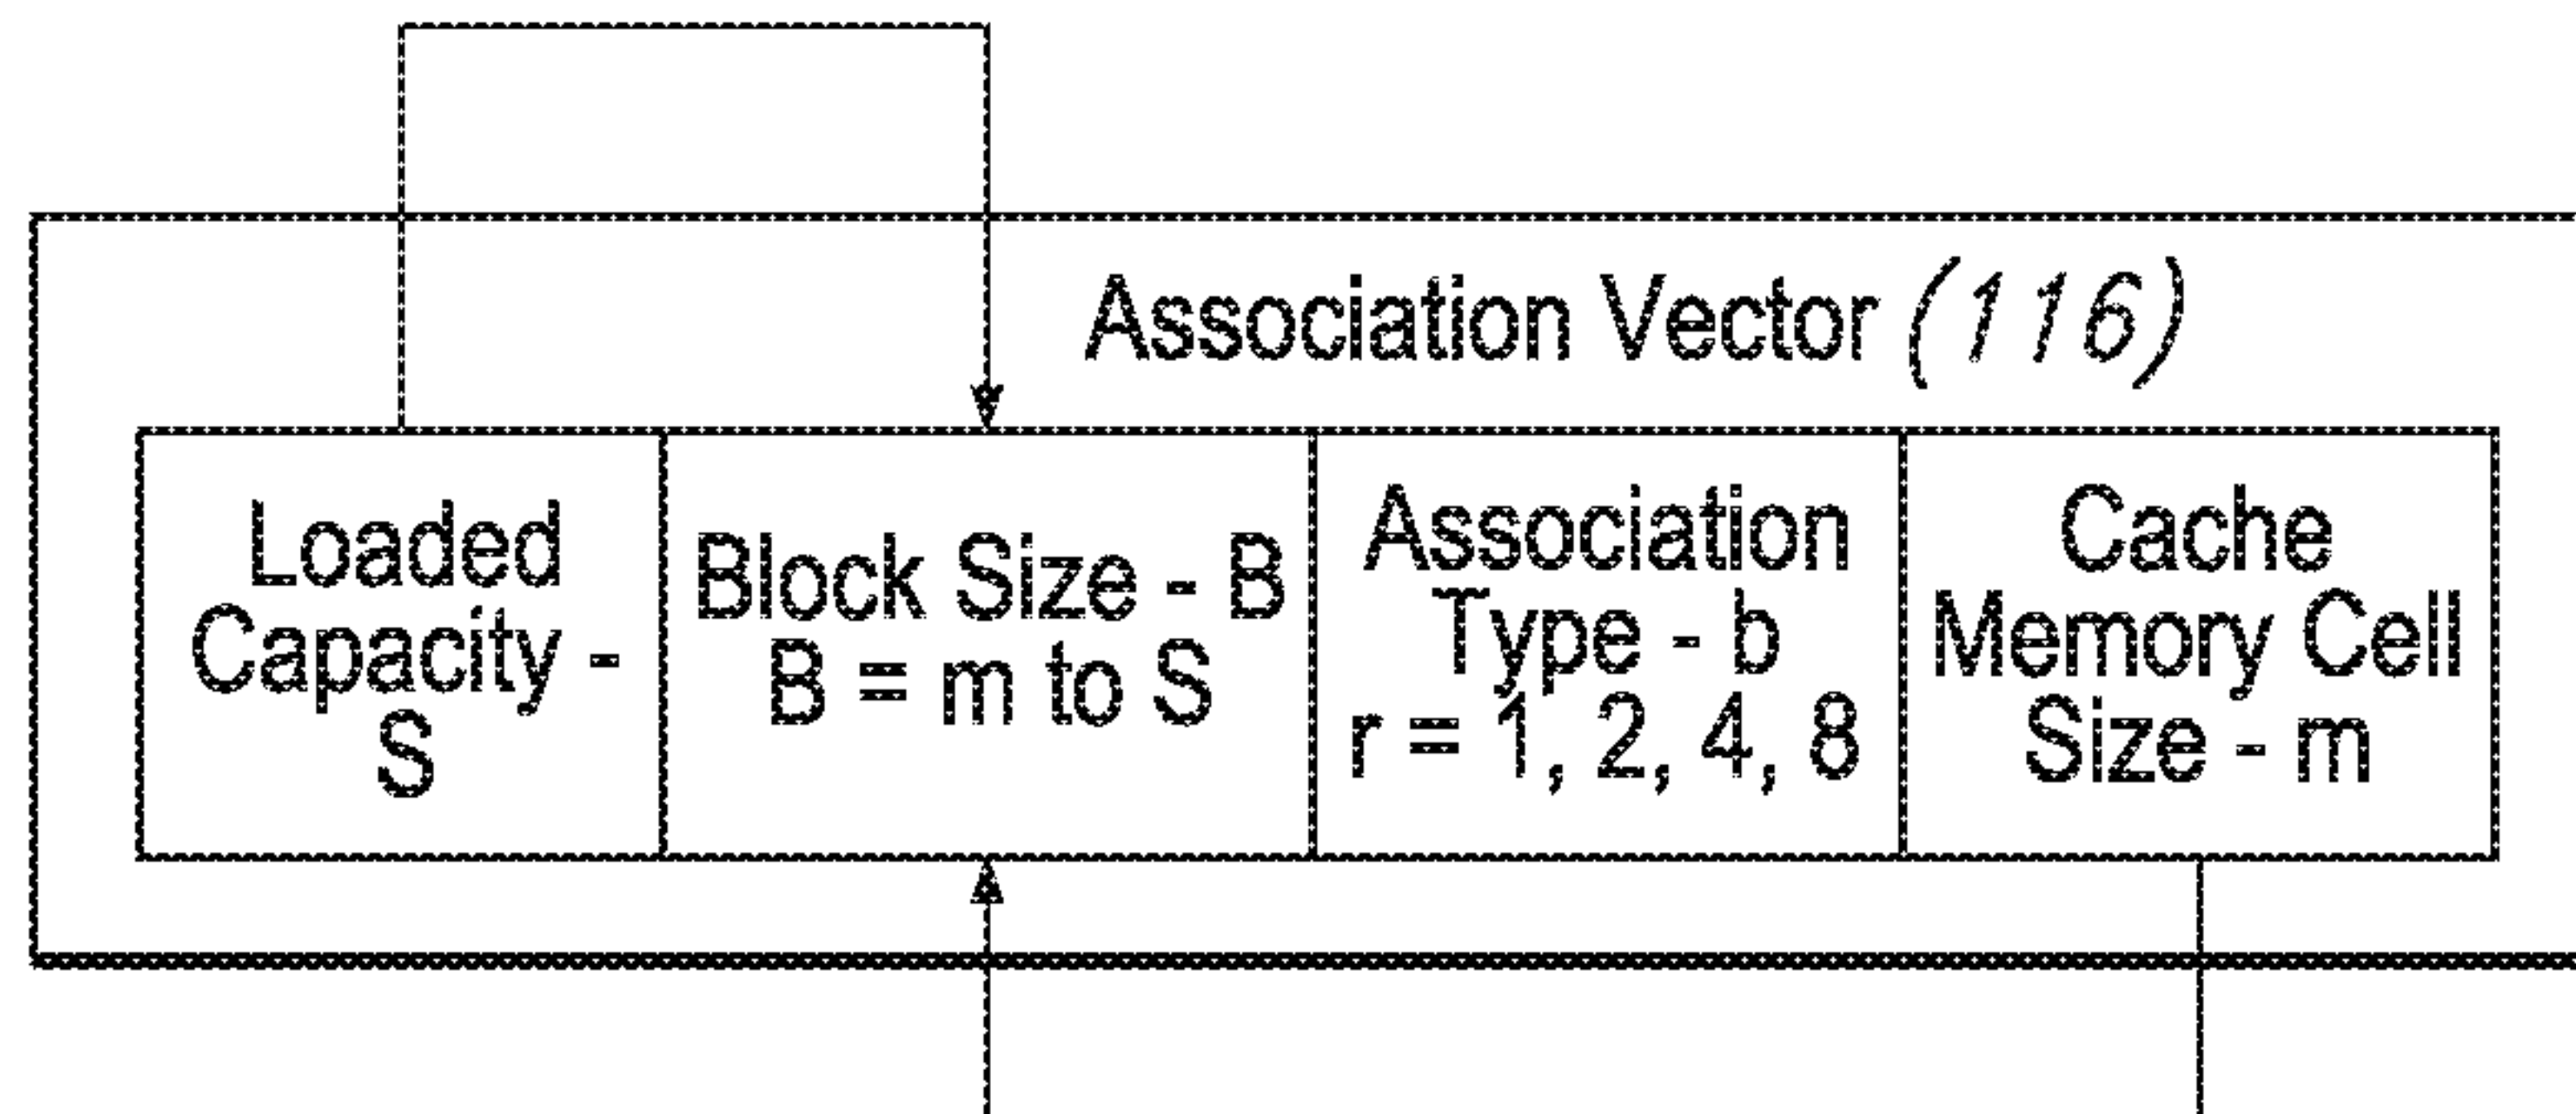 Association Vector (116)
Loaded
Capacity -
S
Block Size - B
B = m to S
Association
Type - b
r = 1, 2, 4, 8
Cache
Memory Cell
Size - m